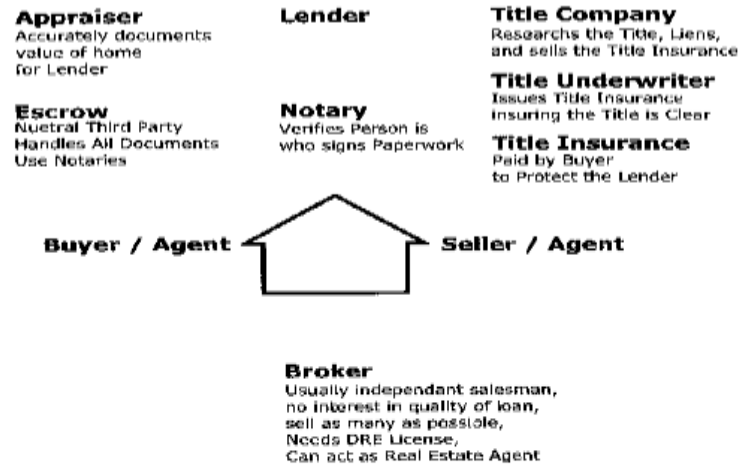 Appraiser
Accurately documents
value of home
for Lender
Lender
Title Company
Researchs the Title, Liens,
and sells the Title Insurance
Title Underwriter
Issues Title Insurance
insuring the Title is Clear
Title Insurance
Paid by Buyer
to Protect the Lender
Escrow
Nuetral Third Party
Handles All Documents
Use Notaries
Notary
Verifies Person is
who signs Paperwork
Buyer / Agent
Seller / Agent
Broker
Usually independant salesman,
no interest in quality of loan,
sell as many as possible,
Needs DRE License,
Can act as Real Estate Agent